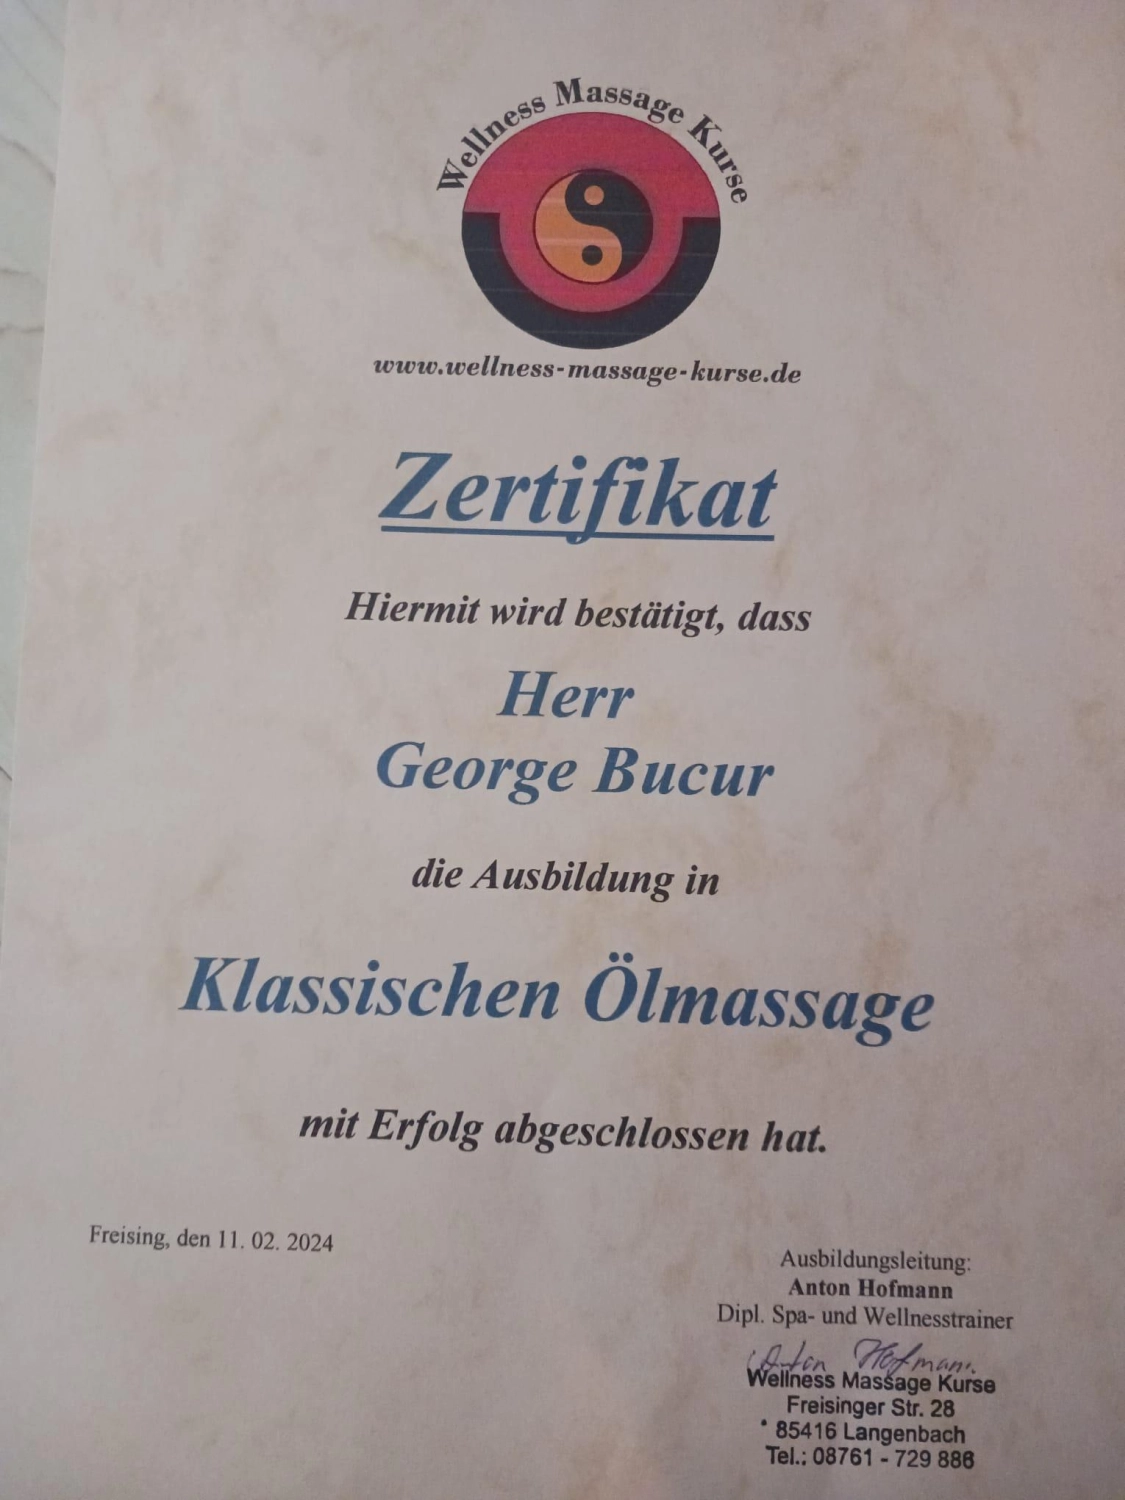 Wellness Massage Kurse
www.wellness-massage-kurse.de
Zertifikat
Hiermit wird bestätigt, dass
Herr
George Bucur
die Ausbildung in
Klassischen Ölmassage
mit Erfolg abgeschlossen hat.
Freising, den 11. 02. 2024
Ausbildungsleitung:
Anton Hofmann
Dipl. Spa- und Wellnesstrainer
Anton Hofmann
Wellness Massage Kurse
Freisinger Str. 28
85416 Langenbach
Tel.: 08761 - 729 886